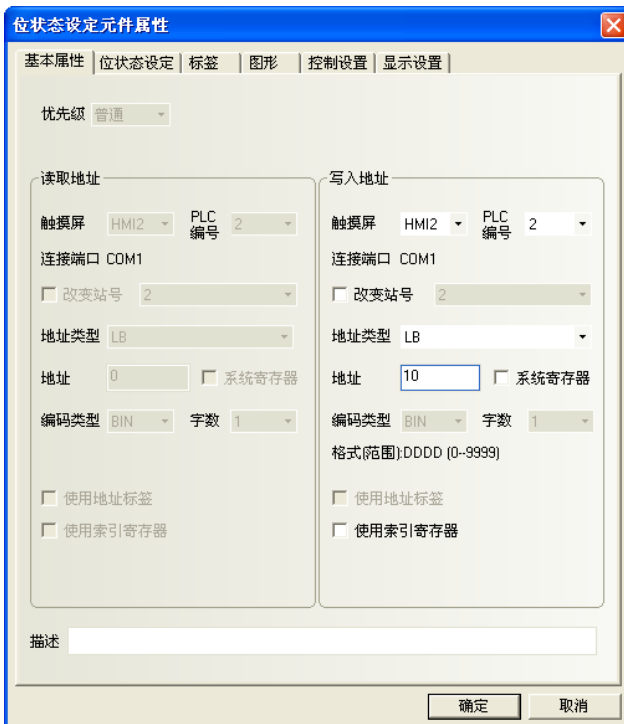 位状态设定元件属性
基本属性 位状态设定 标签 图形 控制设置 显示设置
优先级 普通
读取地址
触摸屏 HMI2 PLC编号 2
连接端口 COM1
改变站号 2
地址类型 LB
地址 0 系统寄存器
编码类型 BIN 字数 1
使用地址标签
使用索引寄存器
写入地址
触摸屏 HMI2 PLC编号 2
连接端口 COM1
改变站号 2
地址类型 LB
地址 10 系统寄存器
编码类型 BIN 字数 1
格式(范围):DDDD (0--9999)
使用地址标签
使用索引寄存器
描述
确定 取消